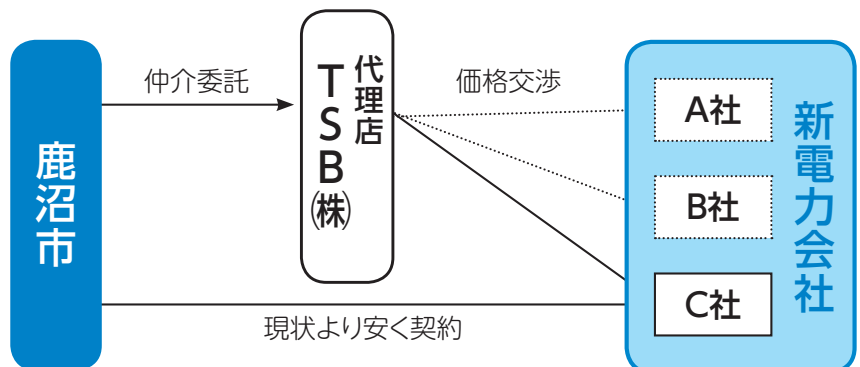 鹿沼市
仲介委託
代理店
TSB㈱
価格交渉
A社
B社
C社
新電力会社
現状より安く契約